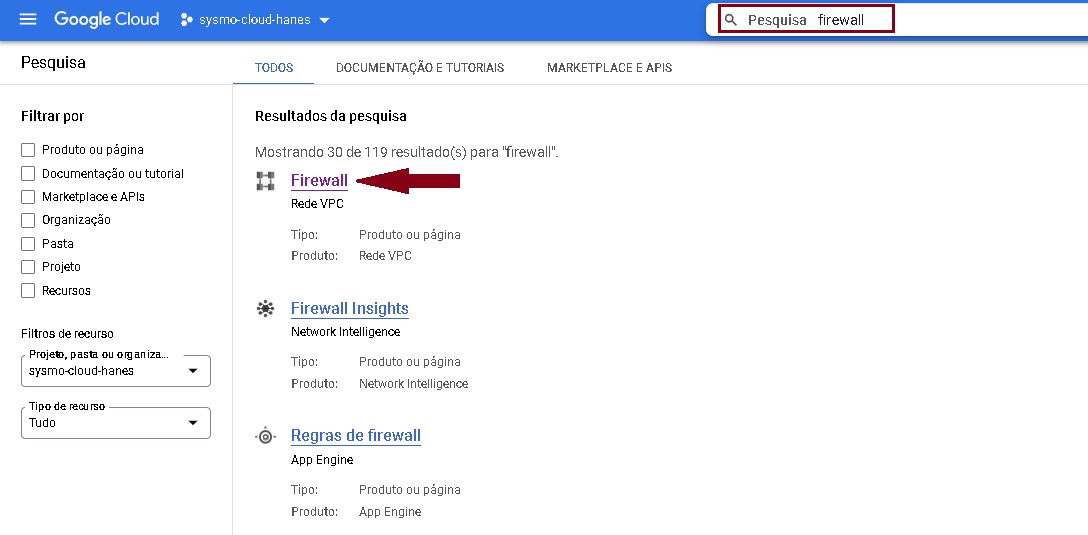 Google Cloud sysmo-cloud-hanes Pesquisa firewall
Pesquisa
TODOS DOCUMENTAÇÃO E TUTORIAIS MARKETPLACE E APIS
Filtrar por
Produto ou página
Documentação ou tutorial
Marketplace e APIs
Organização
Pasta
Projeto
Recursos
Filtros de recurso
Projeto, pasta ou organiza...
sysmo-cloud-hanes
Tipo de recurso
Tudo
Resultados da pesquisa
Mostrando 30 de 119 resultado(s) para "firewall".
Firewall
Rede VPC
Tipo: Produto ou página
Produto: Rede VPC
Firewall Insights
Network Intelligence
Tipo: Produto ou página
Produto: Network Intelligence
Regras de firewall
App Engine
Tipo: Produto ou página
Produto: App Engine